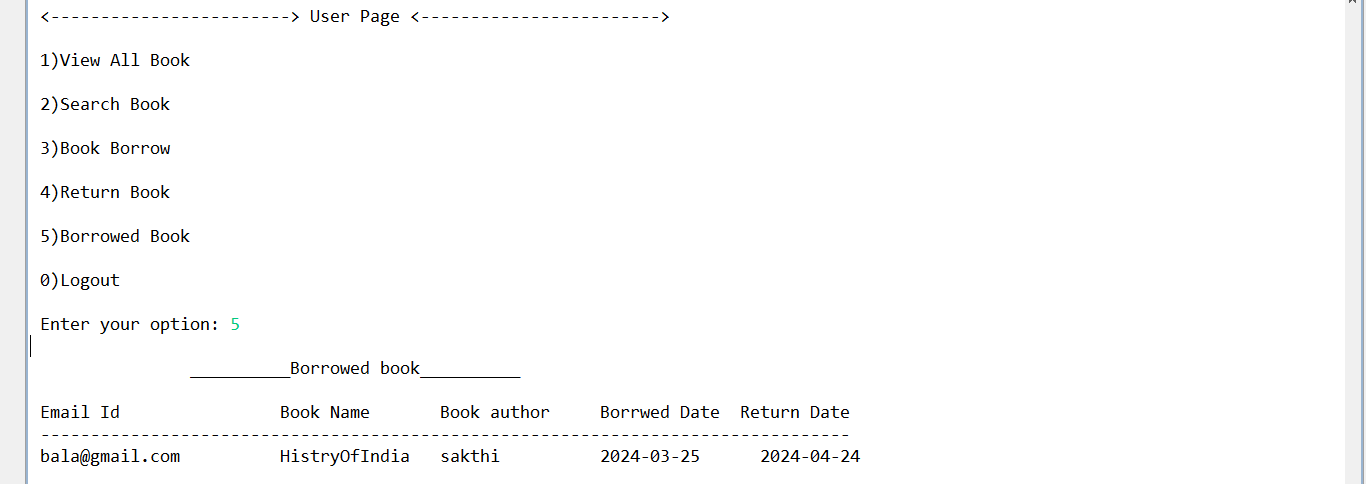 <------------------------> User Page <------------------------>
1)View All Book
2)Search Book
3)Book Borrow
4)Return Book
5)Borrowed Book
0)Logout
Enter your option: 5
__________Borrowed book__________
Email Id                Book Name       Book author     Borrwed Date  Return Date
---------------------------------------------------------------------------------
bala@gmail.com          HistryOfIndia   sakthi          2024-03-25      2024-04-24